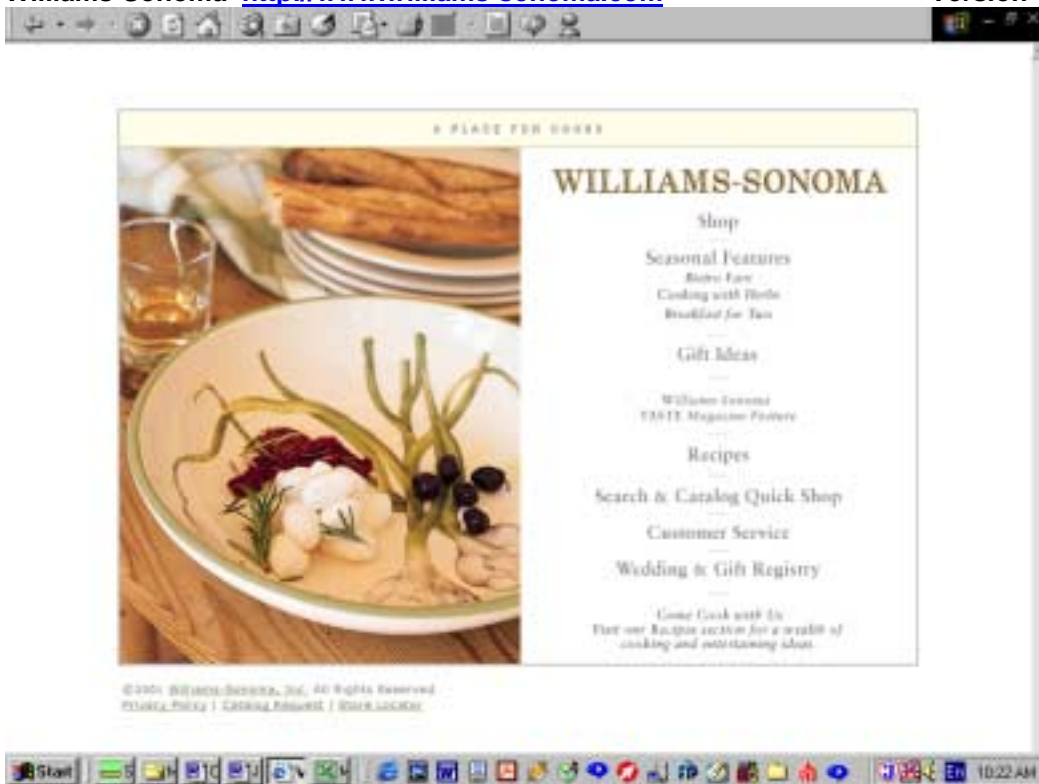 A PLACE FOR COOKS
WILLIAMS-SONOMA
Shop
Seasonal Features
Bistro Fare
Cooking with Herbs
Breakfast for Two
Gift Ideas
Williams-Sonoma
TASTE Magazine Feature
Recipes
Search & Catalog Quick Shop
Customer Service
Wedding & Gift Registry
Come Cook with Us
Visit our Recipes section for a wealth of
cooking and entertaining ideas.
©2001 Williams-Sonoma, Inc. All Rights Reserved
Privacy Policy | Catalog Request | Store Locator
Start
10:22 AM